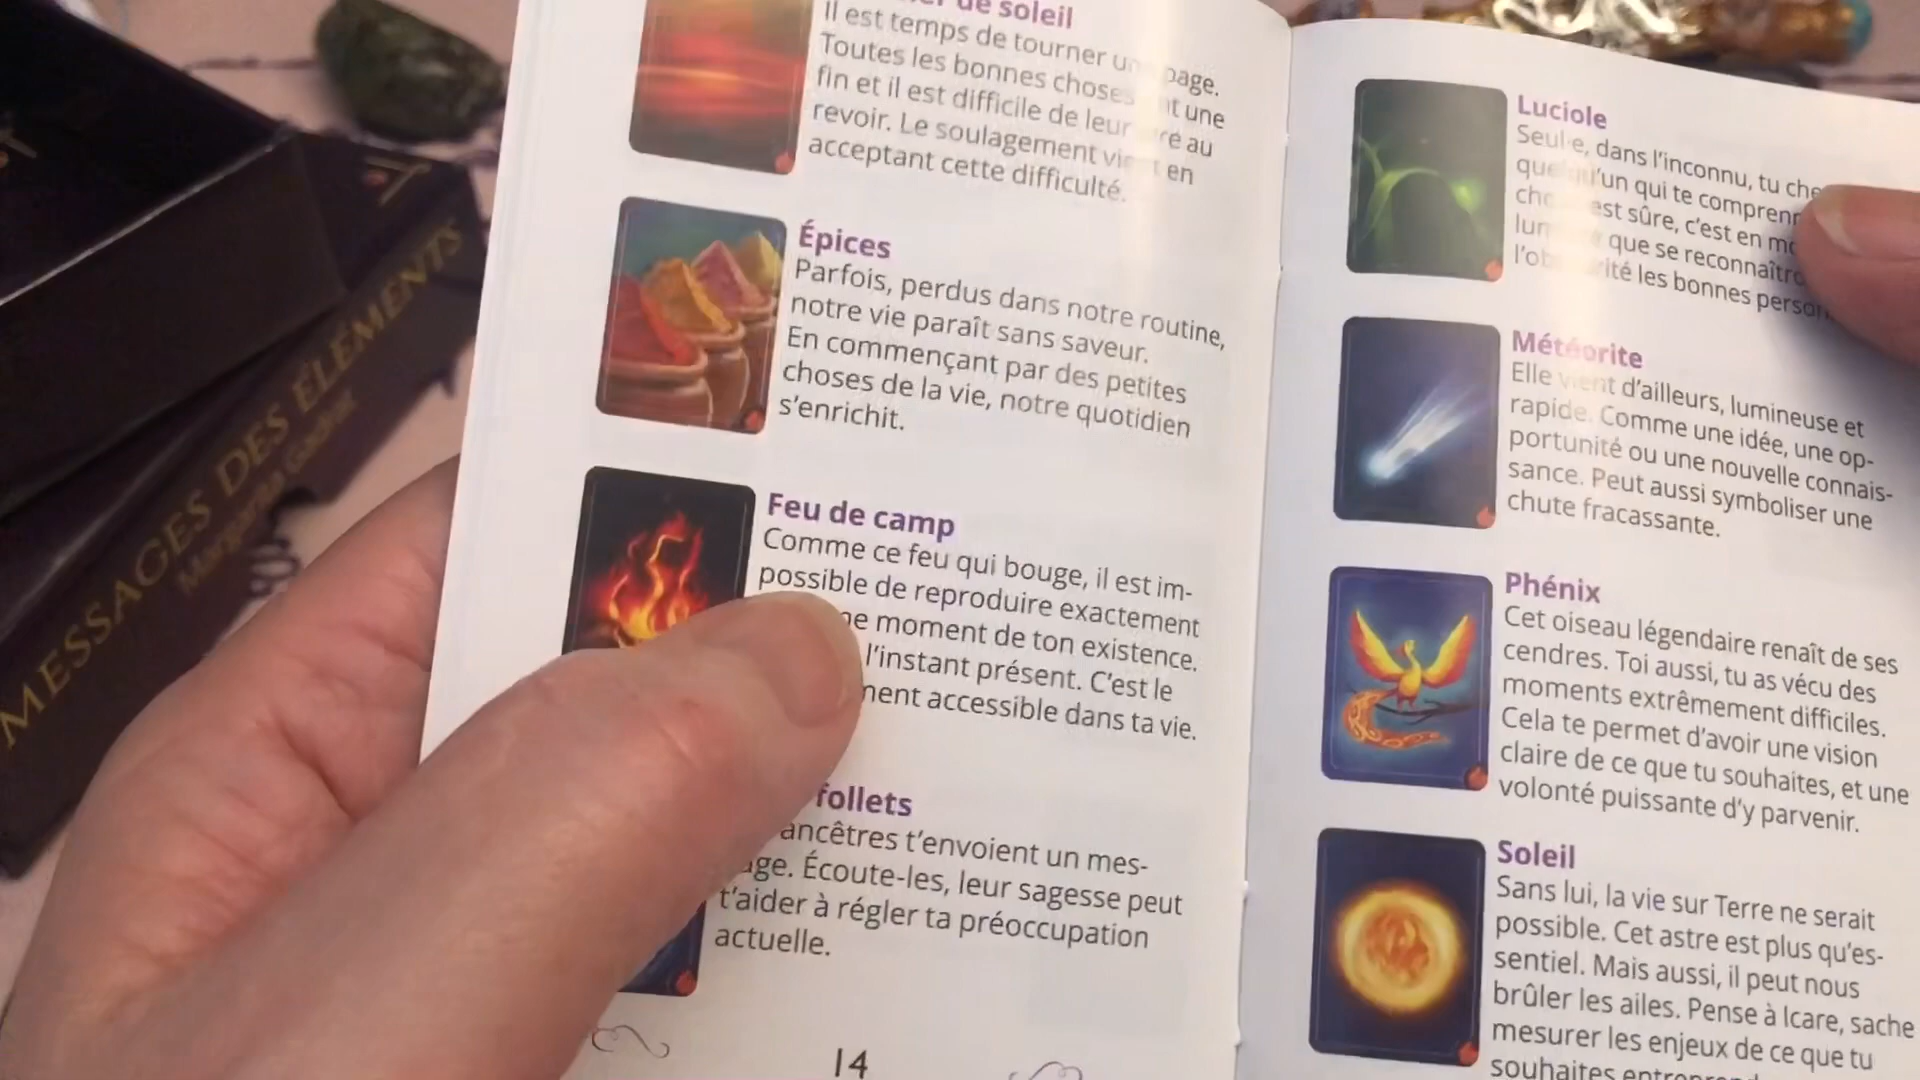 de soleil
Il est temps de tourner page.
Toutes les bonnes choses une
fin et il est difficile de leur au
revoir. Le soulagement en
acceptant cette difficulté.
Épices
Parfois, perdus dans notre routine,
notre vie paraît sans saveur.
En commençant par des petites
choses de la vie, notre quotidien
s'enrichit.
Feu de camp
Comme ce feu qui bouge, il est im-
possible de reproduire exactement
moment de ton existence.
l'instant présent. C'est le
accessible dans ta vie.
follets
ancêtres t'envoient un mes-
Écoute-les, leur sagesse peut
t'aider à régler ta préoccupation
actuelle.
14
Luciole
Seul·e, dans l'inconnu, tu
qui te
est sûre, c'est en
que se
les bonnes
Météorite
Elle vient d'ailleurs, lumineuse et
rapide. Comme une idée, une op-
portunité ou une nouvelle connais-
sance. Peut aussi symboliser une
chute fracassante.
Phénix
Cet oiseau légendaire renaît de ses
cendres. Toi aussi, tu as vécu des
moments extrêmement difficiles.
Cela te permet d'avoir une vision
claire de ce que tu souhaites, et une
volonté puissante d'y parvenir.
Soleil
Sans lui, la vie sur Terre ne serait
possible. Cet astre est plus qu'es-
sentiel. Mais aussi, il peut nous
brûler les ailes. Pense à Icare, sache
mesurer les enjeux de ce que tu
souhaites
MESSAGES DES ÉLÉMENTS